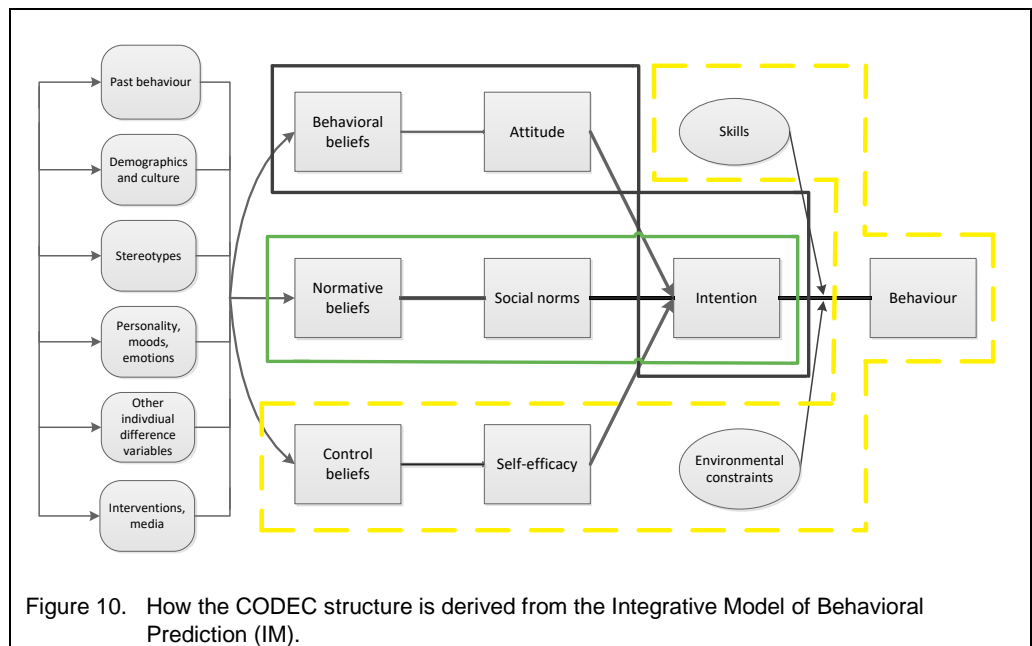 Past behaviour
Demographics
and culture
Stereotypes
Personality,
moods,
emotions
Other
indivdiual
difference
variables
Interventions,
media
Behavioral
beliefs
Attitude
Skills
Normative
beliefs
Social norms
Intention
Behaviour
Control
beliefs
Self-efficacy
Environmental
constraints
Figure 10. How the CODEC structure is derived from the Integrative Model of Behavioral
Prediction (IM).